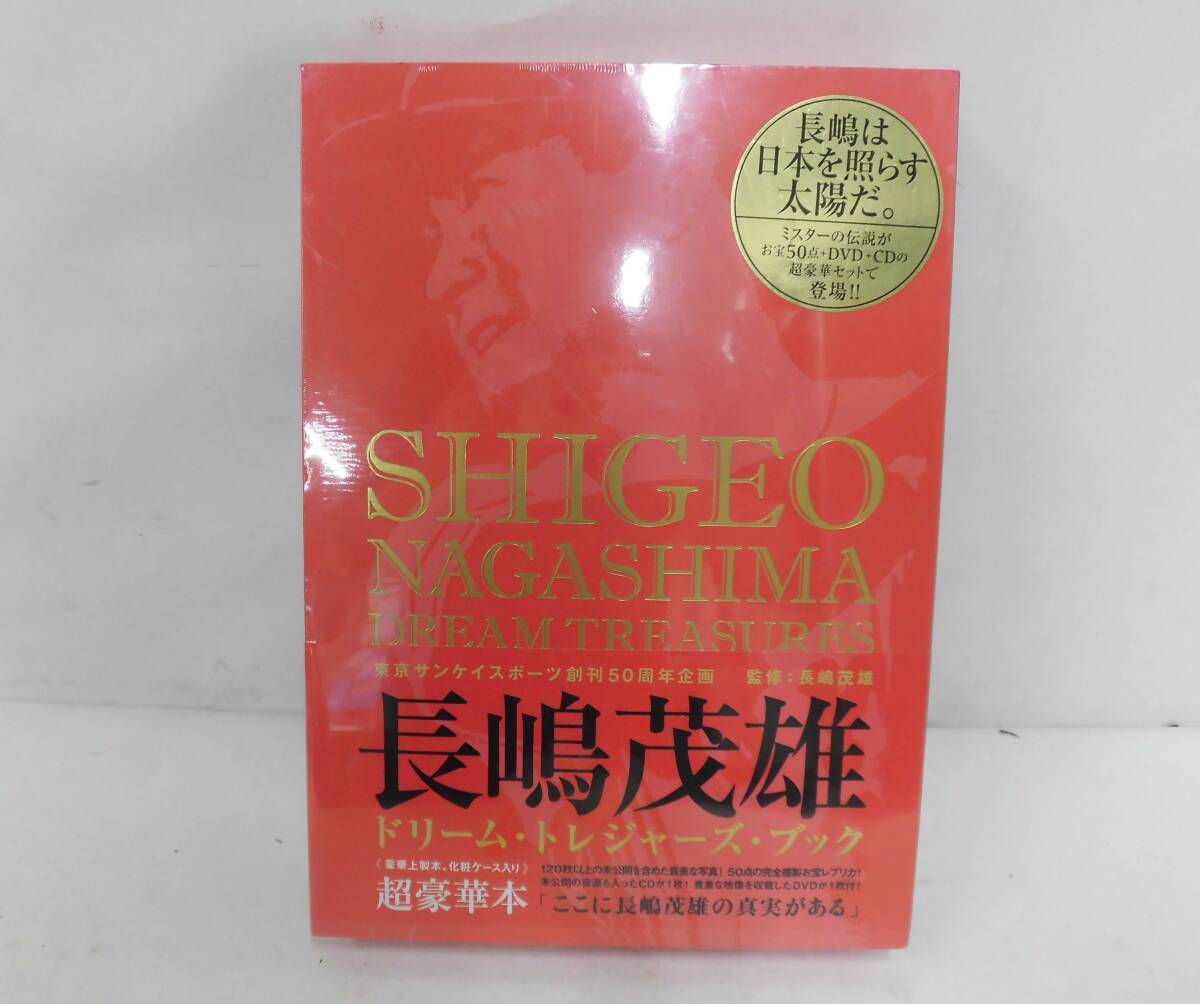 長嶋は
日本を照らす
太陽だ。
ミスターの伝説が
お宝50点+DVD+CDの
超豪華セットで
登場!!
SHIGEO
NAGASHIMA
DREAM TREASURES
東京サンケイスポーツ創刊50周年企画 監修:長嶋茂雄
長嶋茂雄
ドリーム・トレジャーズ・ブック
《豪華上製本、化粧ケース入り》
超豪華本
120枚以上の未公開を含めた貴重な写真! 50点の完全複製お宝レプリカ!
未公開の音源も入ったCDが1枚! 貴重な映像を収載したDVDが1枚付!
「ここに長嶋茂雄の真実がある」